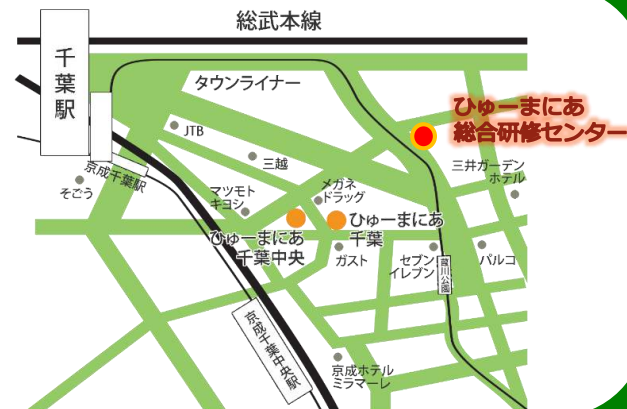 総武本線
千葉駅
タウンライナー
ひゅーまにあ
総合研修センター
JTB
三越
三井ガーデン
ホテル
京成千葉駅
そごう
マツモト
キヨシ
メガネ
ドラッグ
ひゅーまにあ
千葉
ひゅーまにあ
千葉中央
ガスト
セブン
イレブン
パルコ
葭川公園
京成千葉中央駅
京成ホテル
ミラマーレ